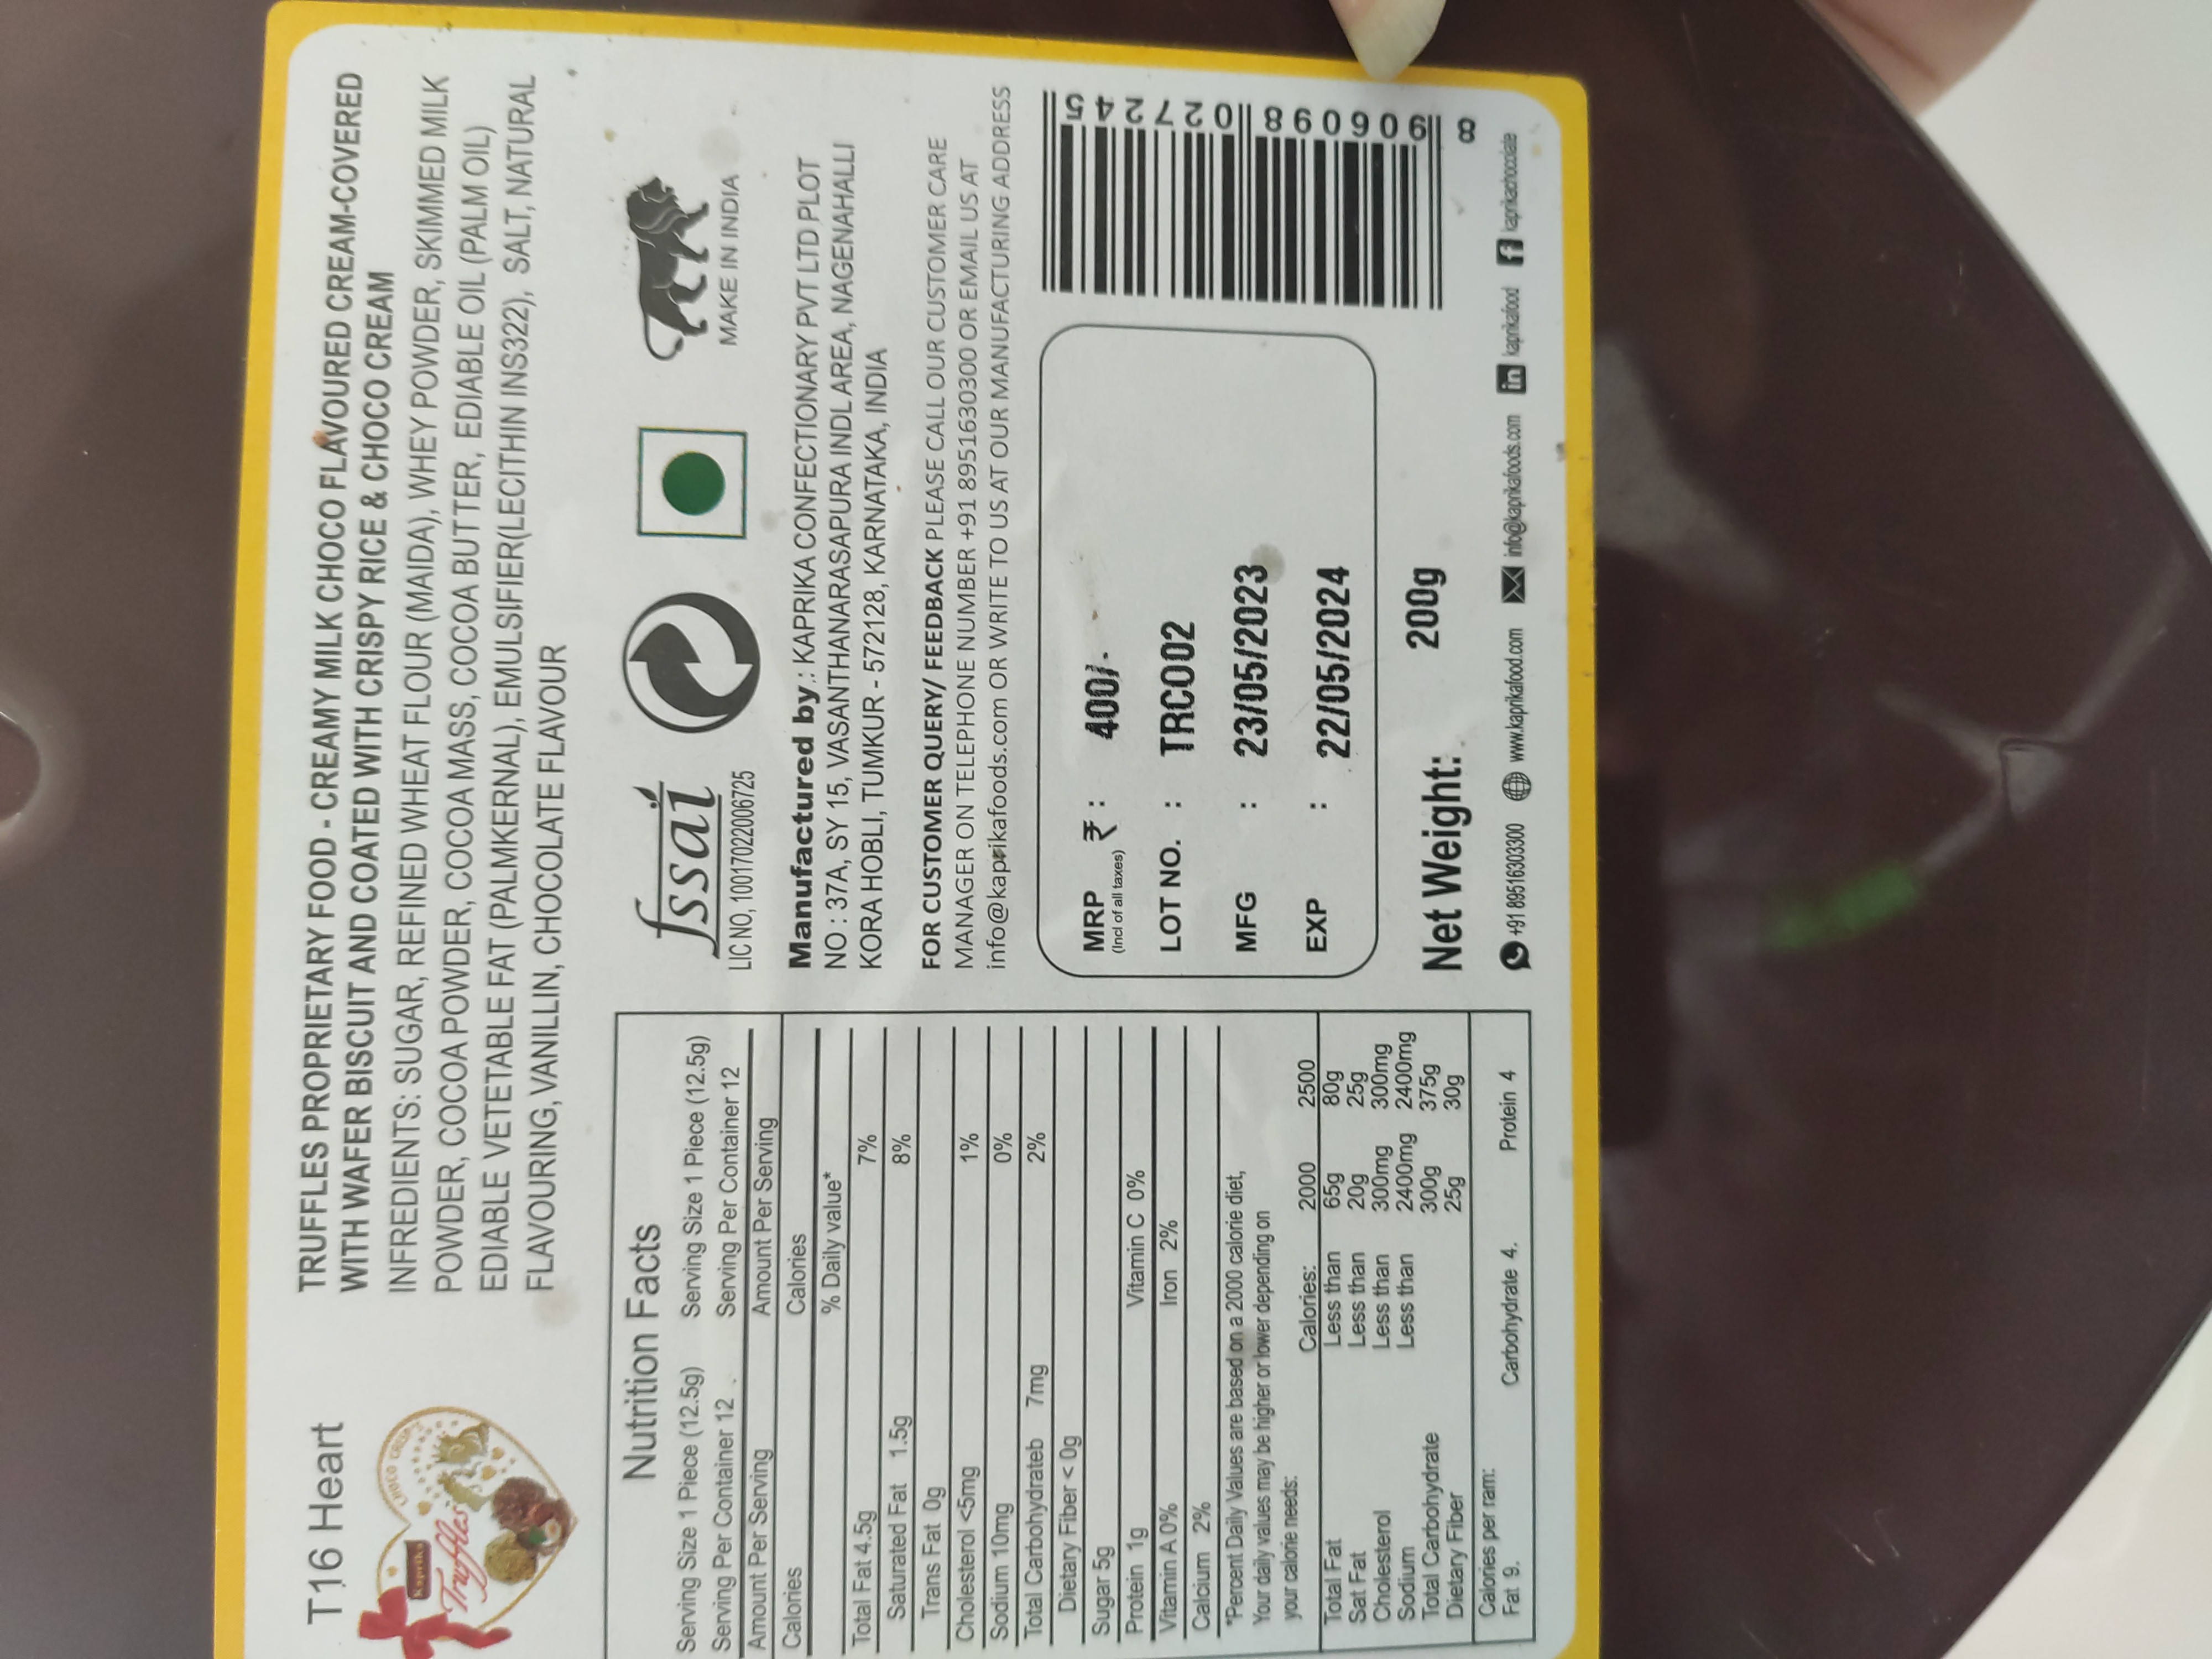 T16 Heart
Kaprika
CHOCO CRISPZ
Truffles
TRUFFLES PROPRIETARY FOOD - CREAMY MILK CHOCO FLAVOURED CREAM-COVERED
WITH WAFER BISCUIT AND COATED WITH CRISPY RICE & CHOCO CREAM
INFREDIENTS: SUGAR, REFINED WHEAT FLOUR (MAIDA), WHEY POWDER, SKIMMED MILK
POWDER, COCOA POWDER, COCOA MASS, COCOA BUTTER, EDIABLE OIL (PALM OIL)
EDIABLE VETETABLE FAT (PALMKERNAL), EMULSIFIER(LECITHIN INS322), SALT, NATURAL
FLAVOURING, VANILLIN, CHOCOLATE FLAVOUR
Nutrition Facts
Serving Size 1 Piece (12.5g) Serving Size 1 Piece (12.5g)
Serving Per Container 12 Serving Per Container 12
Amount Per Serving Amount Per Serving
Calories Calories
% Daily value*
Total Fat 4.5g 7%
Saturated Fat 1.5g 8%
Trans Fat 0g
Cholesterol <5mg 1%
Sodium 10mg 0%
Total Carbohydrateb 7mg 2%
Dietary Fiber < 0g
Sugar 5g
Protein 1g Vitamin C 0%
Vitamin A 0% Iron 2%
Calcium 2%
*Percent Daily Values are based on a 2000 calorie diet,
Your daily values may be higher or lower depending on
your calorie needs:
Calories: 2000 2500
Total Fat Less than 65g 80g
Sat Fat Less than 20g 25g
Cholesterol Less than 300mg 300mg
Sodium Less than 2400mg 2400mg
Total Carbohydrate 300g 375g
Dietary Fiber 25g 30g
Calories per ram:
Fat 9. Carbohydrate 4. Protein 4
fssai
LIC NO, 10017022006725
MAKE IN INDIA
Manufactured by : KAPRIKA CONFECTIONARY PVT LTD PLOT
NO : 37A, SY 15, VASANTHANARASAPURA INDL AREA, NAGENAHALLI
KORA HOBLI, TUMKUR - 572128, KARNATAKA, INDIA
FOR CUSTOMER QUERY/ FEEDBACK PLEASE CALL OUR CUSTOMER CARE
MANAGER ON TELEPHONE NUMBER +91 8951630300 OR EMAIL US AT
info@kaprikafoods.com OR WRITE TO US AT OUR MANUFACTURING ADDRESS
MRP ₹ : 400/-
(Incl of all taxes)
LOT NO. : TRC002
MFG : 23/05/2023
EXP : 22/05/2024
Net Weight: 200g
8 906098 027245
+91 89516303300 www.kaprikafood.com info@kaprikafoods.com in kaprikafood f kaprikachocolate